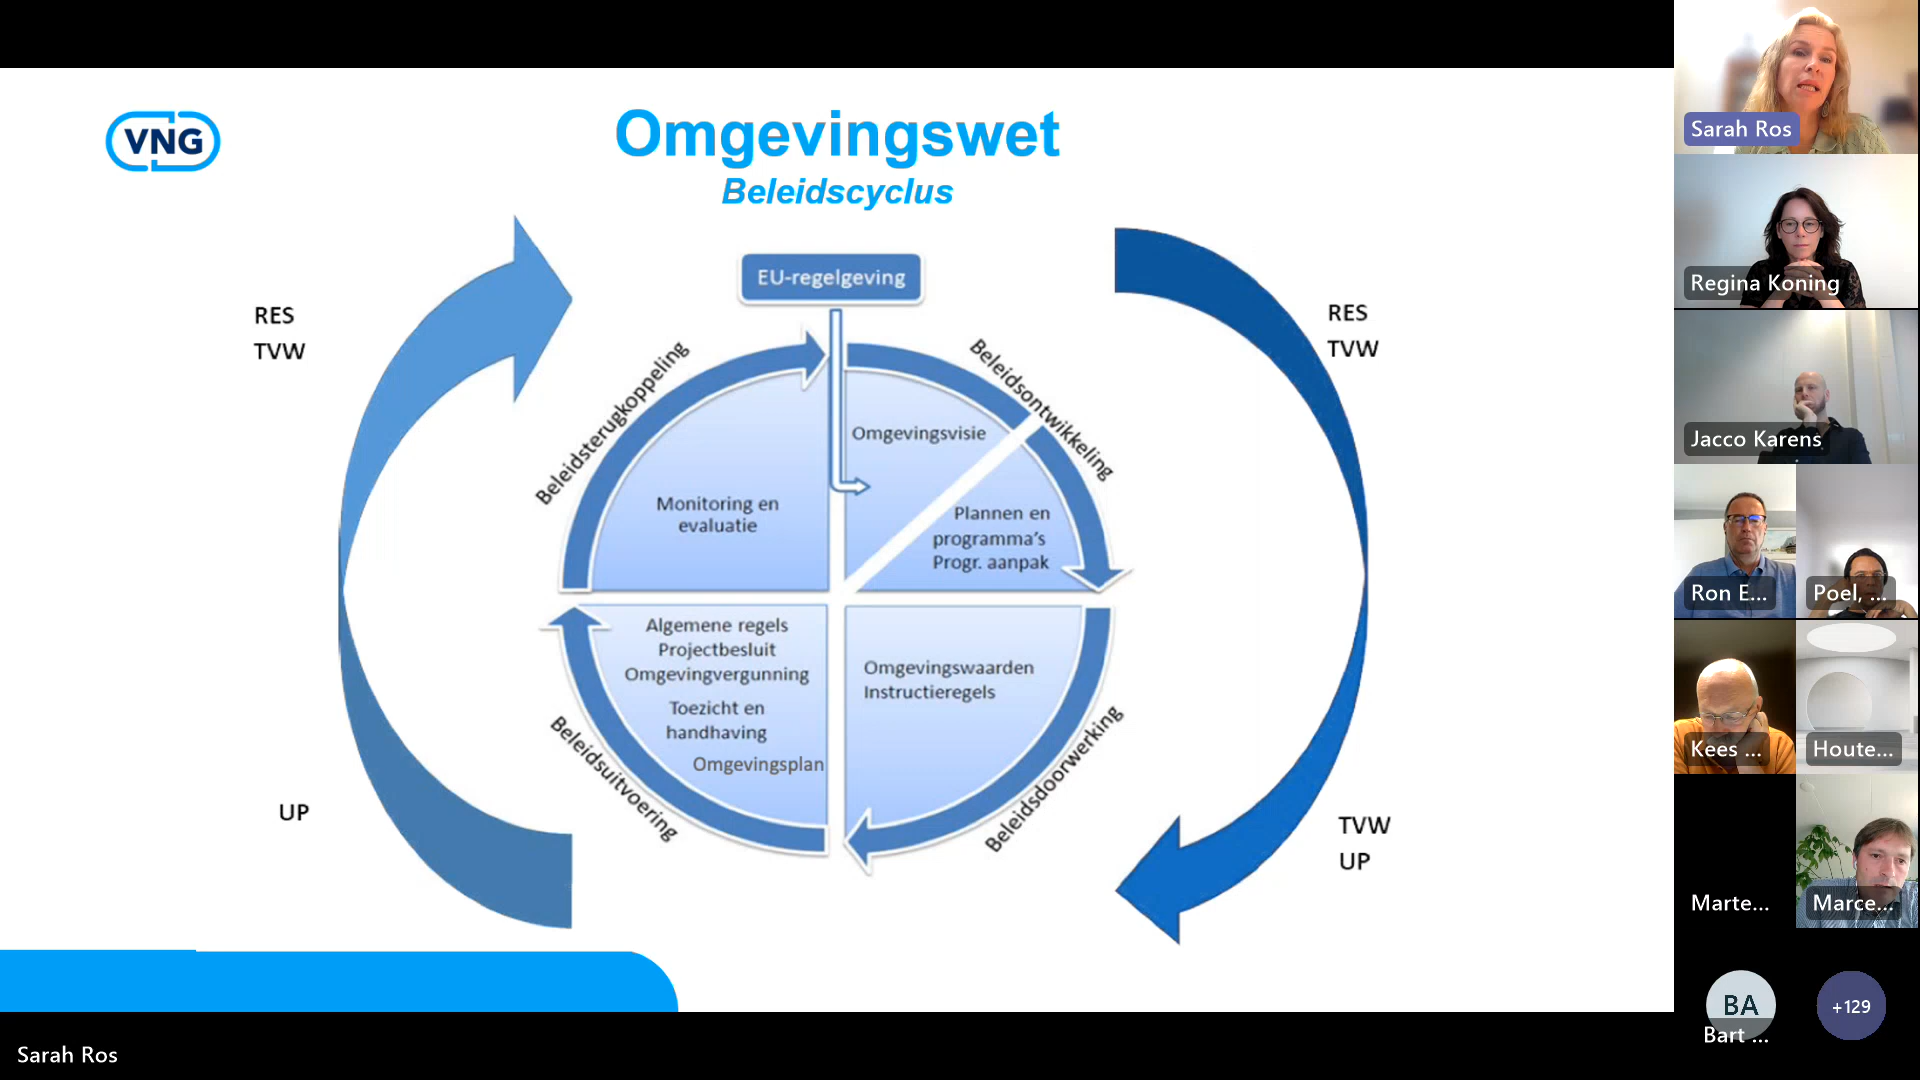 VNG
Omgevingswet
Beleidscyclus
RES
TVW
UP
EU-regelgeving
Beleidsterugkoppeling
Beleidsontwikkeling
Omgevingsvisie
Plannen en
programma's
Progr. aanpak
Monitoring en
evaluatie
Algemene regels
Projectbesluit
Omgevingvergunning
Toezicht en
handhaving
Omgevingsplan
Omgevingswaarden
Instructieregels
Beleidsuitvoering
Beleidsdoorwerking
RES
TVW
TVW
UP
Sarah Ros
Sarah Ros
Regina Koning
Jacco Karens
Ron E...
Poel, ...
Kees ...
Houte...
Marte...
Marce...
BA
Bart ...
+129